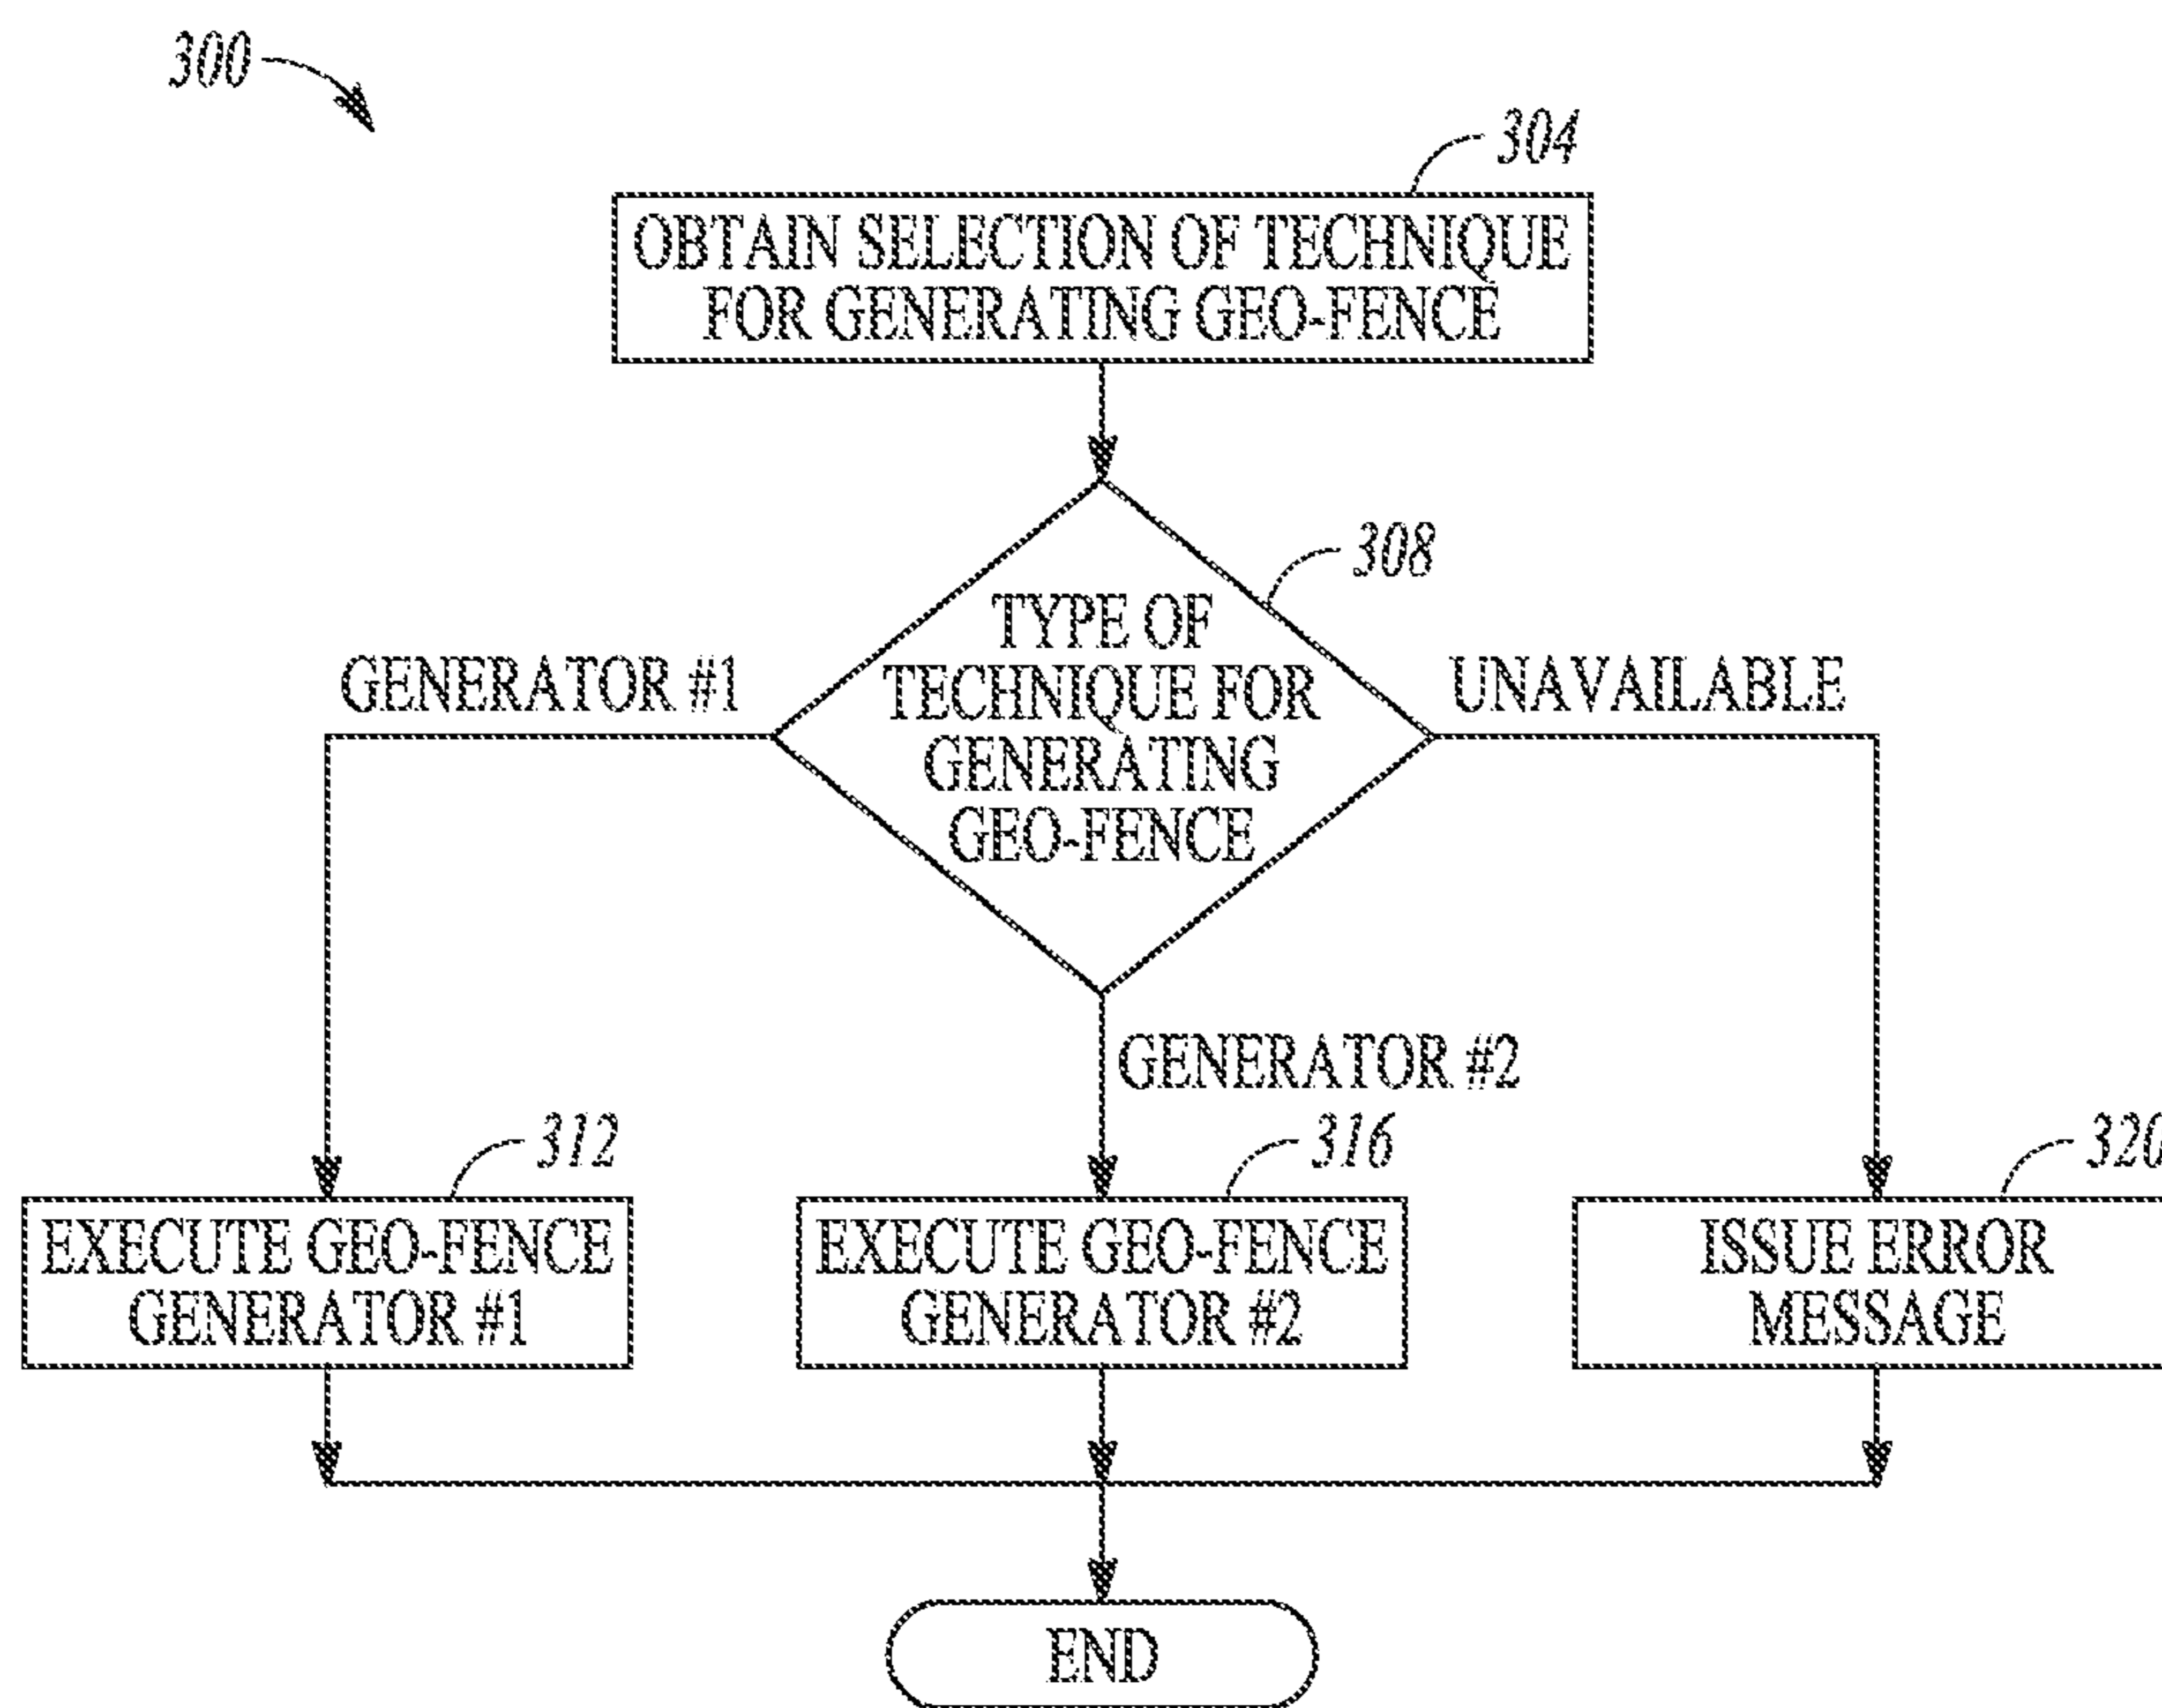 300
304
OBTAIN SELECTION OF TECHNIQUE
FOR GENERATING GEO-FENCE
308
TYPE OF
TECHNIQUE FOR
GENERATING
GEO-FENCE
GENERATOR #1
UNAVAILABLE
GENERATOR #2
312
EXECUTE GEO-FENCE
GENERATOR #1
316
EXECUTE GEO-FENCE
GENERATOR #2
320
ISSUE ERROR
MESSAGE
END